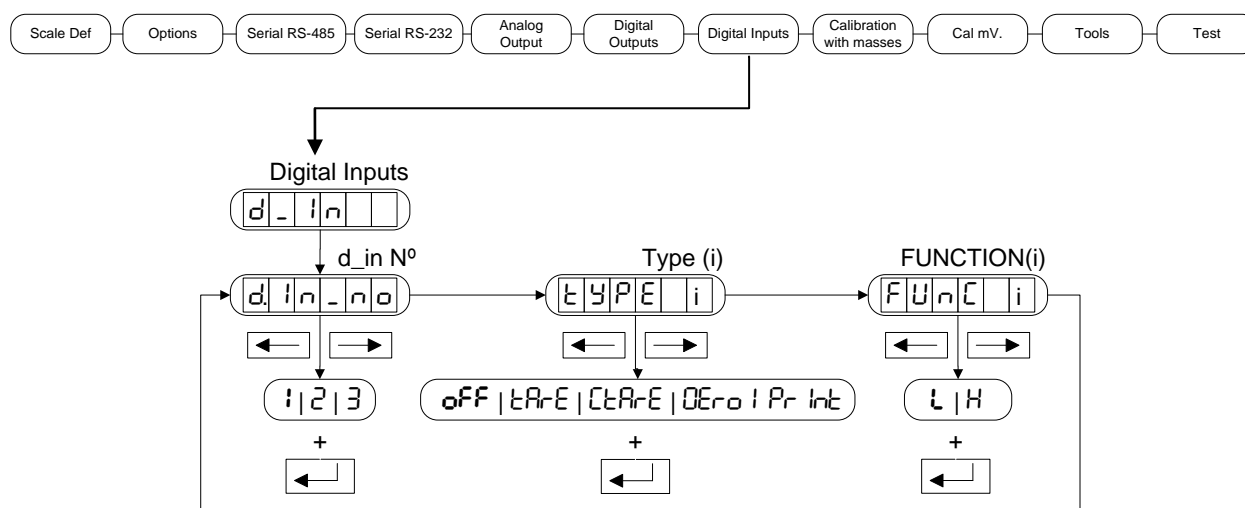 Scale Def
Options
Serial RS-485
Serial RS-232
Analog
Output
Digital
Outputs
Digital Inputs
Calibration
with masses
Cal mV.
Tools
Test
Digital Inputs
d_In
d_in Nº
Type (i)
FUNCTION(i)
d.In_no
tYPE i
FUnC i
1|2|3
oFF|tArE|CtArE|0Ero|PrInt
L|H
+
+
+